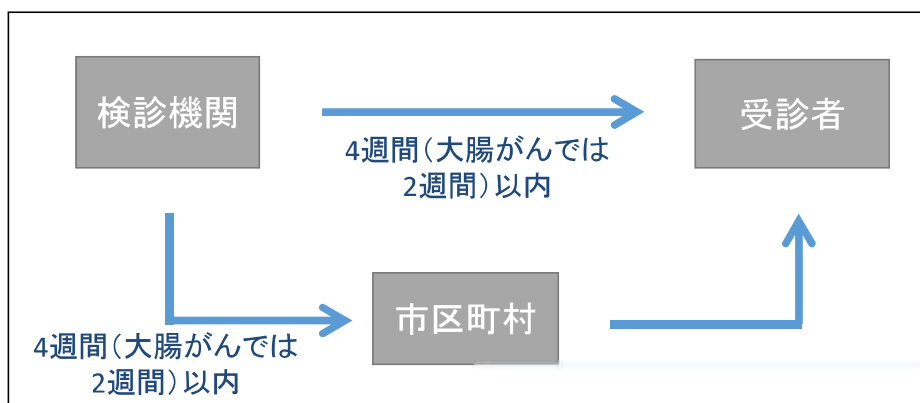 検診機関
受診者
4週間(大腸がんでは
2週間)以内
市区町村
4週間(大腸がんでは
2週間)以内